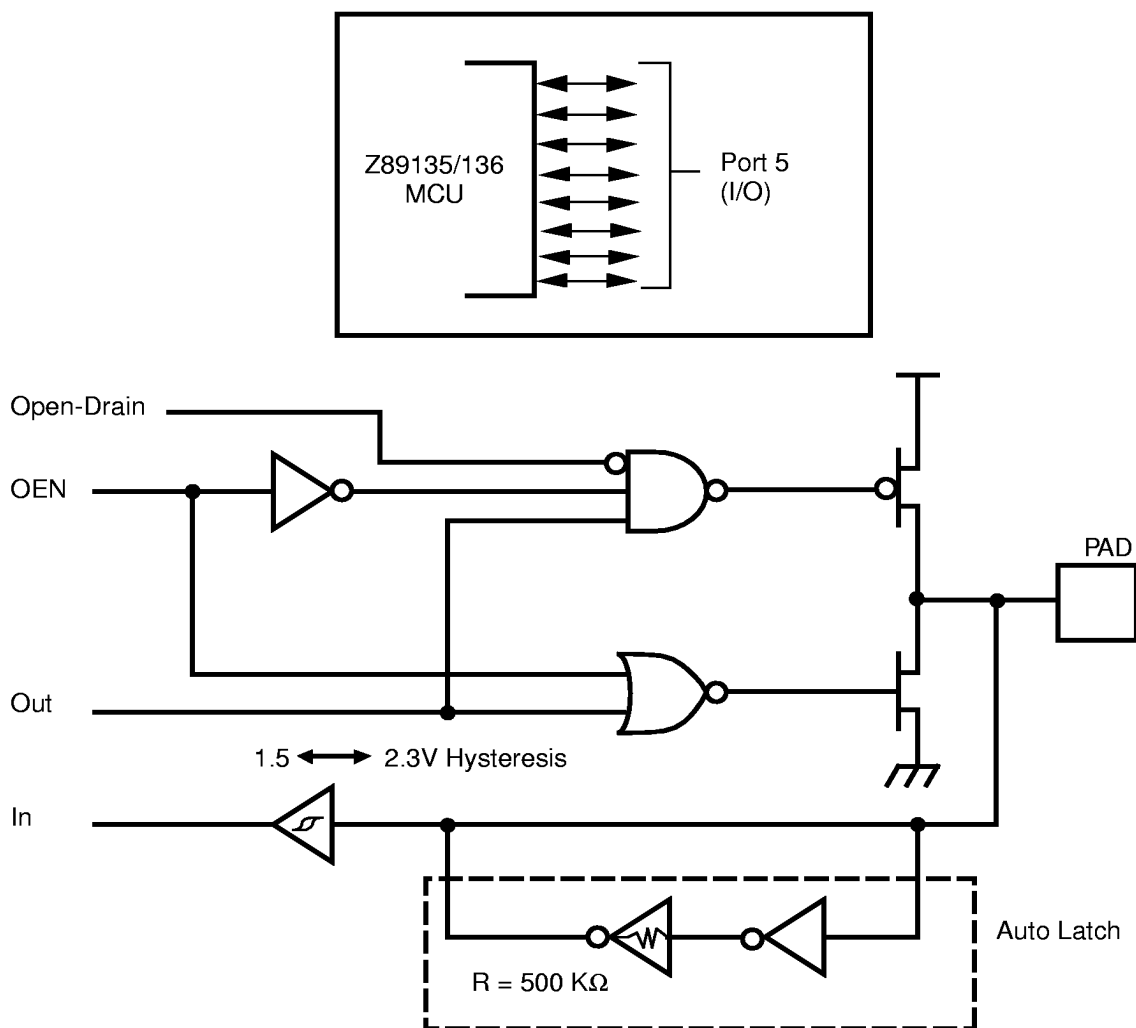 Z89135/136
MCU
Port 5
(I/O)
Open-Drain
OEN
PAD
Out
1.5 2.3V Hysteresis
In
Auto Latch
R = 500 KΩ